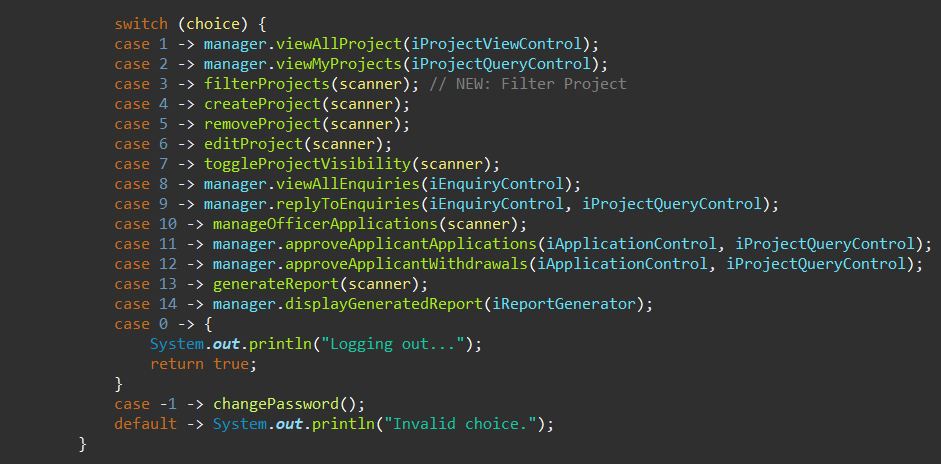 switch (choice) {
case 1 -> manager.viewAllProject(iProjectViewControl);
case 2 -> manager.viewMyProjects(iProjectQueryControl);
case 3 -> filterProjects(scanner); // NEW: Filter Project
case 4 -> createProject(scanner);
case 5 -> removeProject(scanner);
case 6 -> editProject(scanner);
case 7 -> toggleProjectVisibility(scanner);
case 8 -> manager.viewAllEnquiries(iEnquiryControl);
case 9 -> manager.replyToEnquiries(iEnquiryControl, iProjectQueryControl);
case 10 -> manageOfficerApplications(scanner);
case 11 -> manager.approveApplicantApplications(iApplicationControl, iProjectQueryControl);
case 12 -> manager.approveApplicantWithdrawals(iApplicationControl, iProjectQueryControl);
case 13 -> generateReport(scanner);
case 14 -> manager.displayGeneratedReport(iReportGenerator);
case 0 -> {
System.out.println("Logging out...");
return true;
}
case -1 -> changePassword();
default -> System.out.println("Invalid choice.");
}